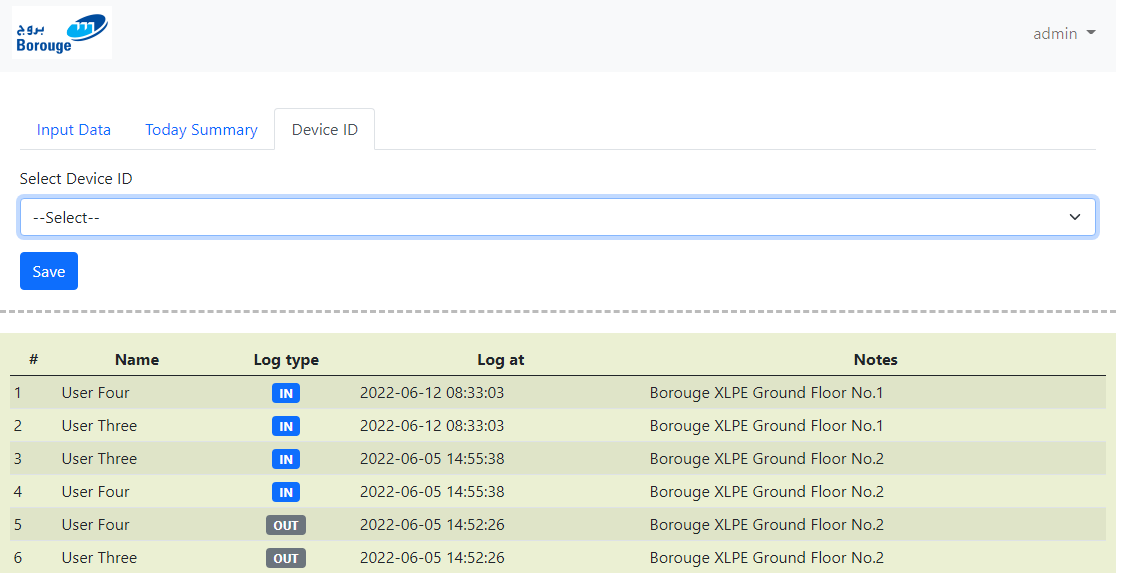 بروج
Borouge
admin
Input Data Today Summary Device ID
Select Device ID
--Select--
Save
# Name Log type Log at Notes
1 User Four IN 2022-06-12 08:33:03 Borouge XLPE Ground Floor No.1
2 User Three IN 2022-06-12 08:33:03 Borouge XLPE Ground Floor No.1
3 User Three IN 2022-06-05 14:55:38 Borouge XLPE Ground Floor No.2
4 User Four IN 2022-06-05 14:55:38 Borouge XLPE Ground Floor No.2
5 User Four OUT 2022-06-05 14:52:26 Borouge XLPE Ground Floor No.2
6 User Three OUT 2022-06-05 14:52:26 Borouge XLPE Ground Floor No.2